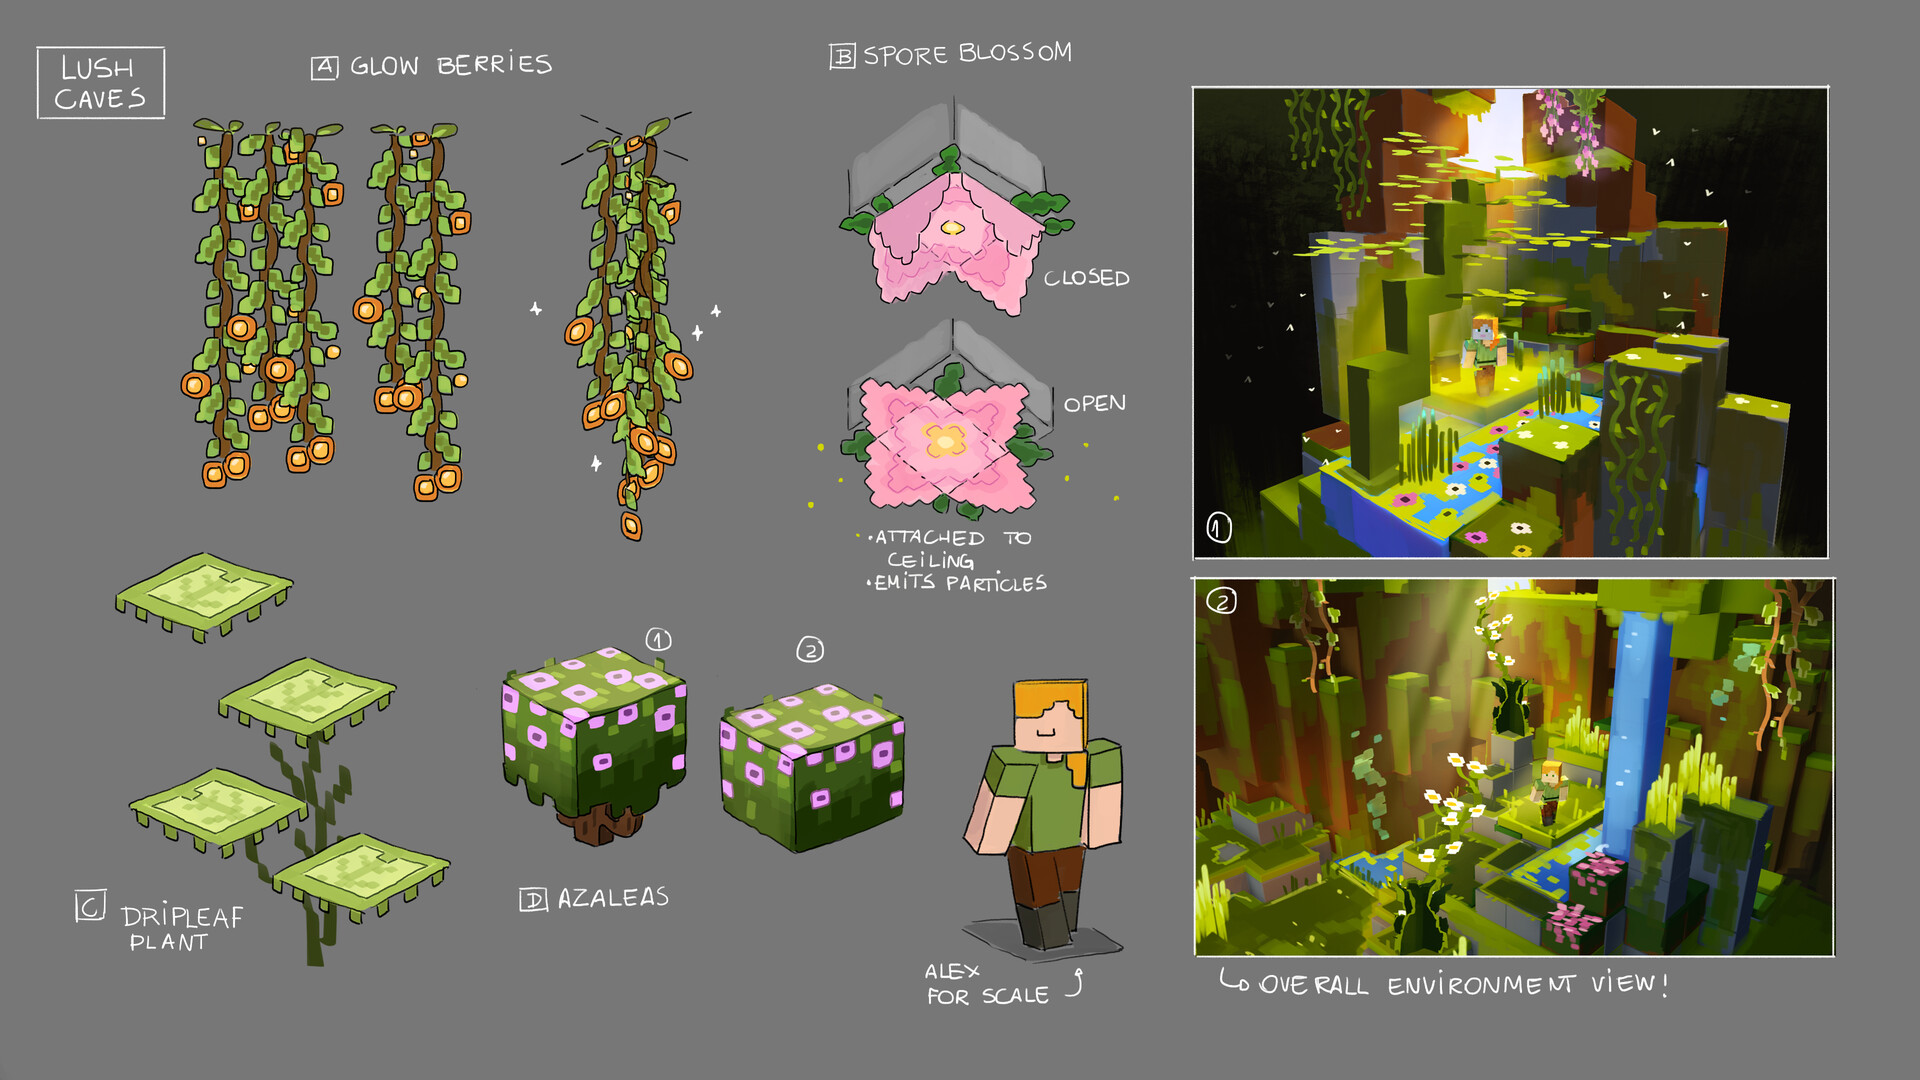 LUSH
CAVES
A GLOW BERRIES
B SPORE BLOSSOM
CLOSED
OPEN
• ATTACHED TO
CEILING
• EMITS PARTICLES
C DRIPLEAF
PLANT
1
2
D AZALEAS
ALEX
FOR SCALE
1
2
OVERALL ENVIRONMENT VIEW!